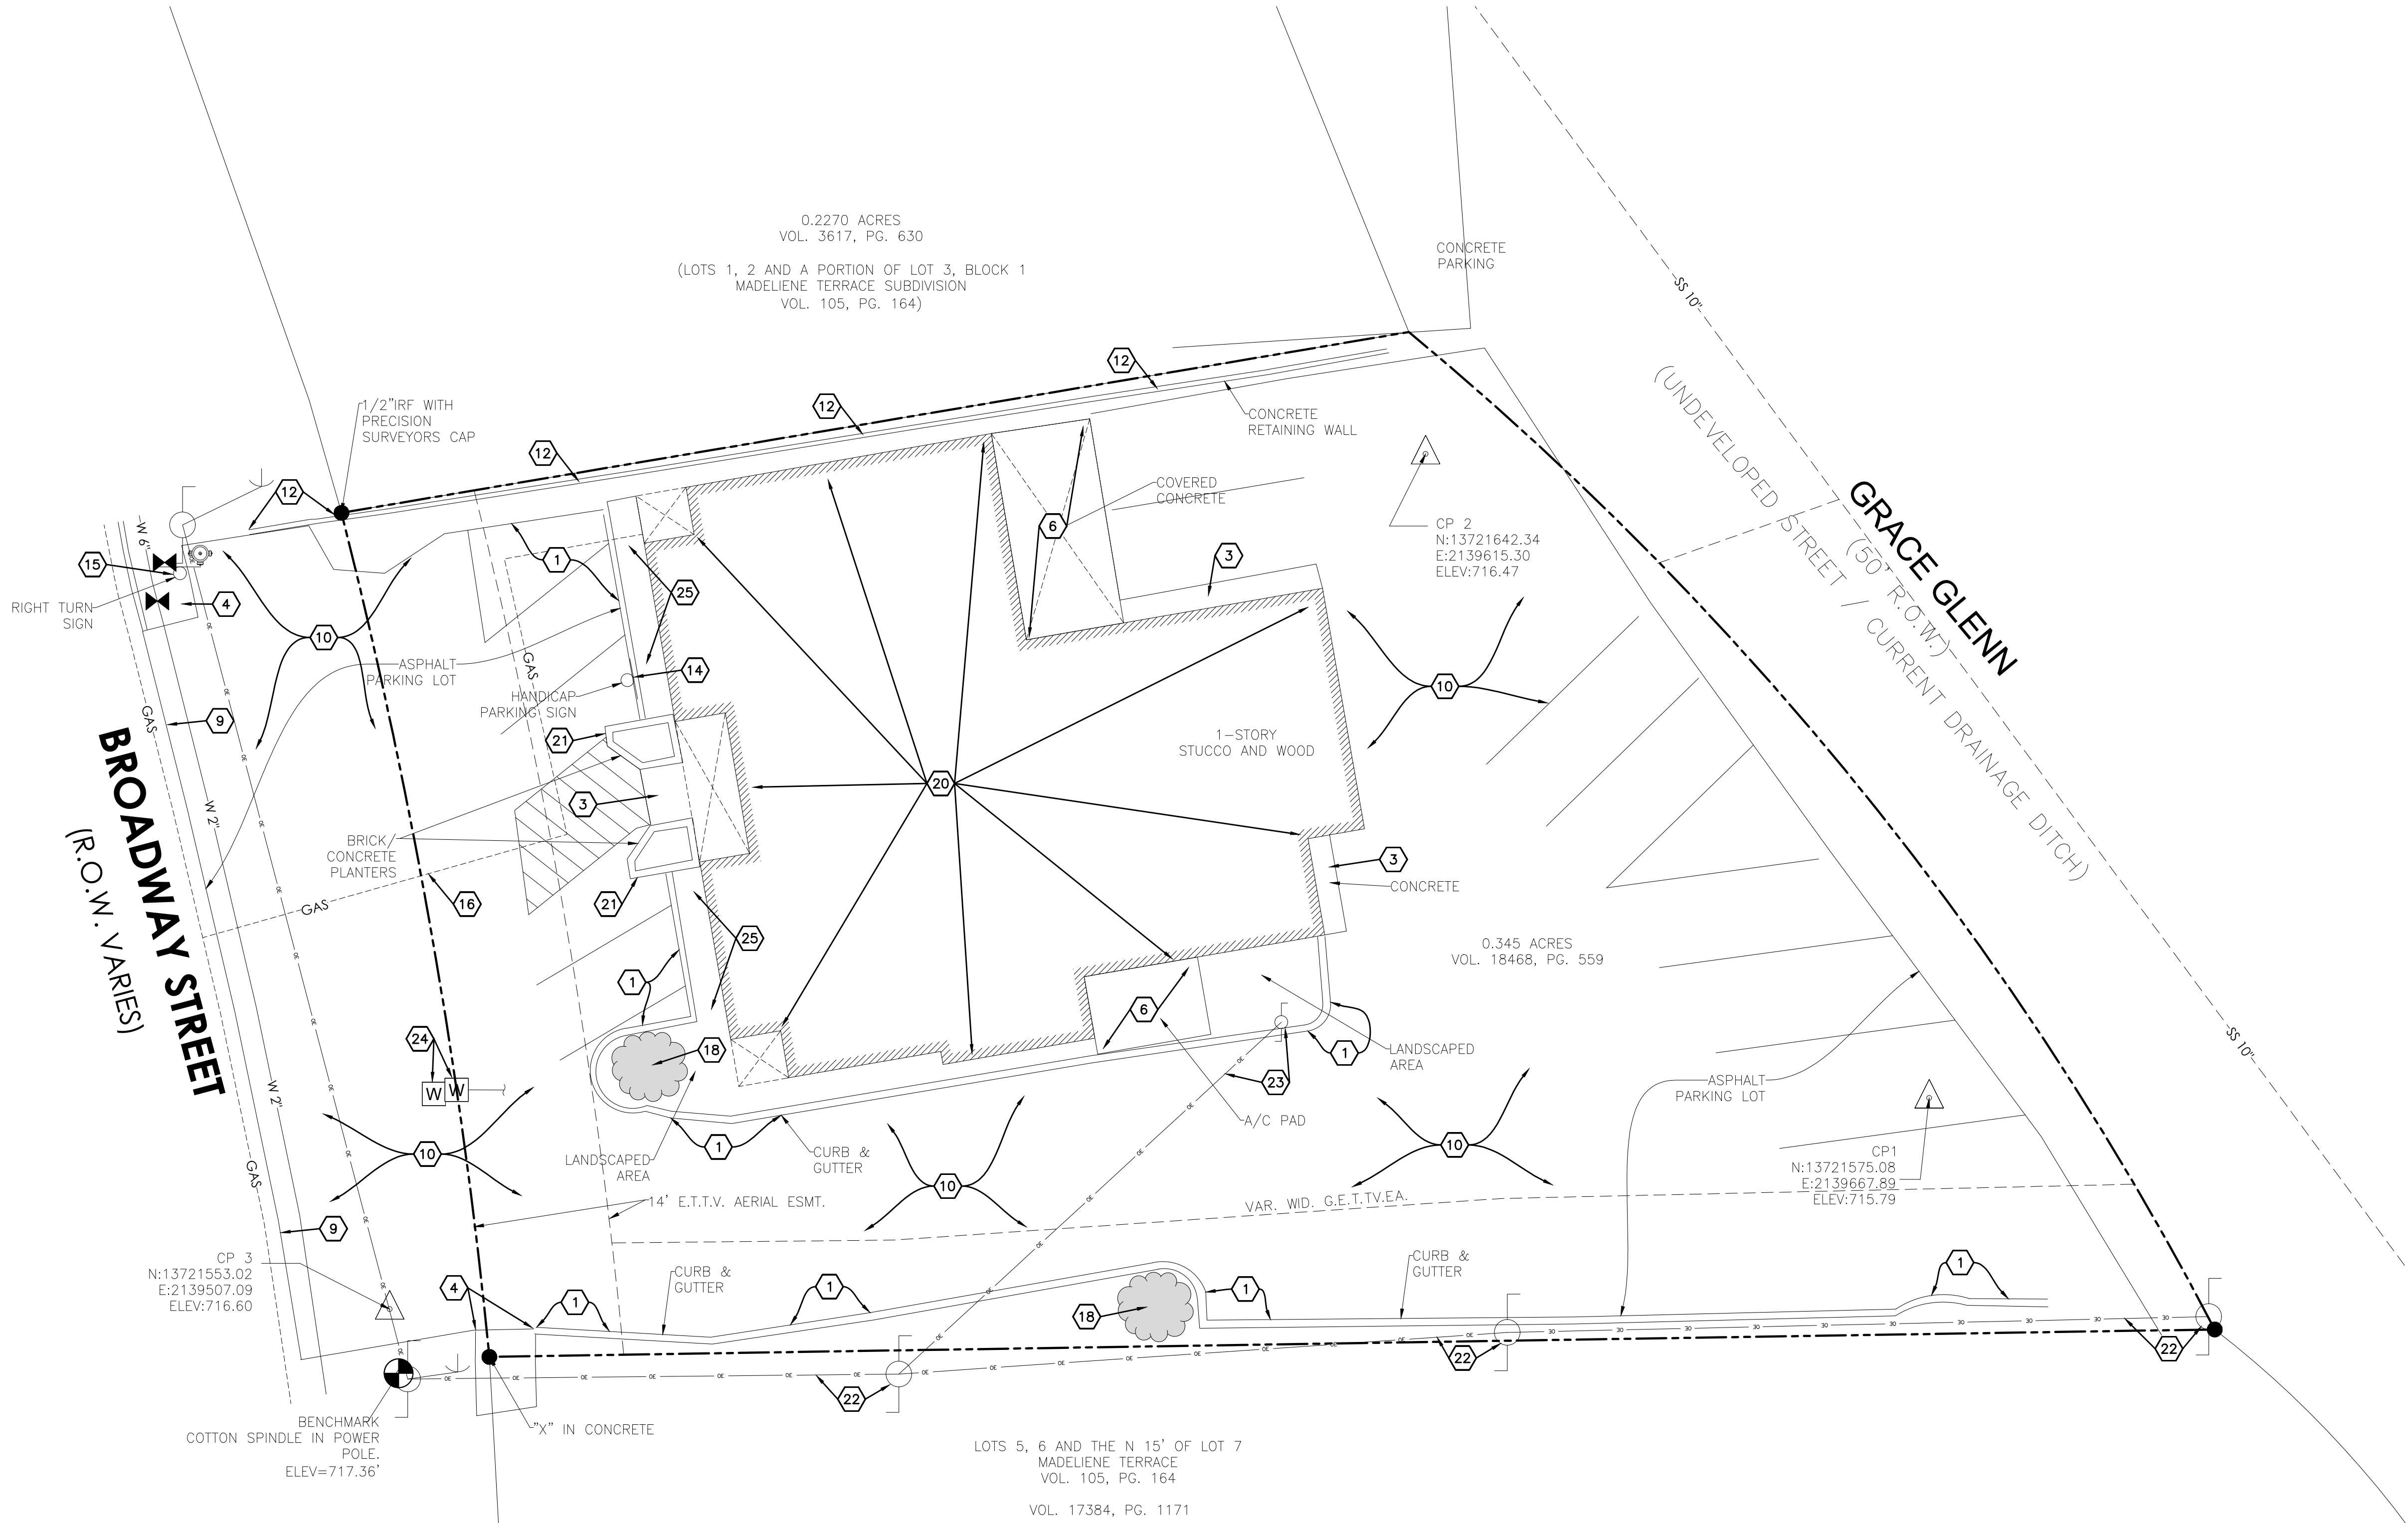 0.2270 ACRES
VOL. 3617, PG. 630
(LOTS 1, 2 AND A PORTION OF LOT 3, BLOCK 1
MADELIENE TERRACE SUBDIVISION
VOL. 105, PG. 164)
CONCRETE
PARKING
SS 10"
(UNDEVELOPED STREET / CURRENT DRAINAGE DITCH)
GRACE GLENN
(50' R.O.W.)
12
12
12
12
1/2"IRF WITH
PRECISION
SURVEYORS CAP
CONCRETE
RETAINING WALL
COVERED
CONCRETE
6
CP 2
N:13721642.34
E:2139615.30
ELEV:716.47
W 6"
15
RIGHT TURN
SIGN
4
10
1
25
3
ASPHALT
PARKING LOT
GAS
HANDICAP
PARKING SIGN
14
10
9
GAS
21
1-STORY
STUCCO AND WOOD
20
3
BROADWAY STREET
(R.O.W. VARIES)
W 2"
BRICK/
CONCRETE
PLANTERS
GAS
16
21
25
3
CONCRETE
0.345 ACRES
VOL. 18468, PG. 559
1
6
24
W
W
18
1
LANDSCAPED
AREA
23
A/C PAD
SS 10"
ASPHALT
PARKING LOT
W 2"
GAS
10
1
CURB &
GUTTER
LANDSCAPED
AREA
10
10
CP1
N:13721575.08
E:2139667.89
ELEV:715.79
14' E.T.T.V. AERIAL ESMT.
VAR. WID. G.E.T.TV.EA.
9
CP 3
N:13721553.02
E:2139507.09
ELEV:716.60
4
1
CURB &
GUTTER
1
18
1
CURB &
GUTTER
1
OE
22
22
22
BENCHMARK
COTTON SPINDLE IN POWER
POLE.
ELEV=717.36'
"X" IN CONCRETE
LOTS 5, 6 AND THE N 15' OF LOT 7
MADELIENE TERRACE
VOL. 105, PG. 164
VOL. 17384, PG. 1171